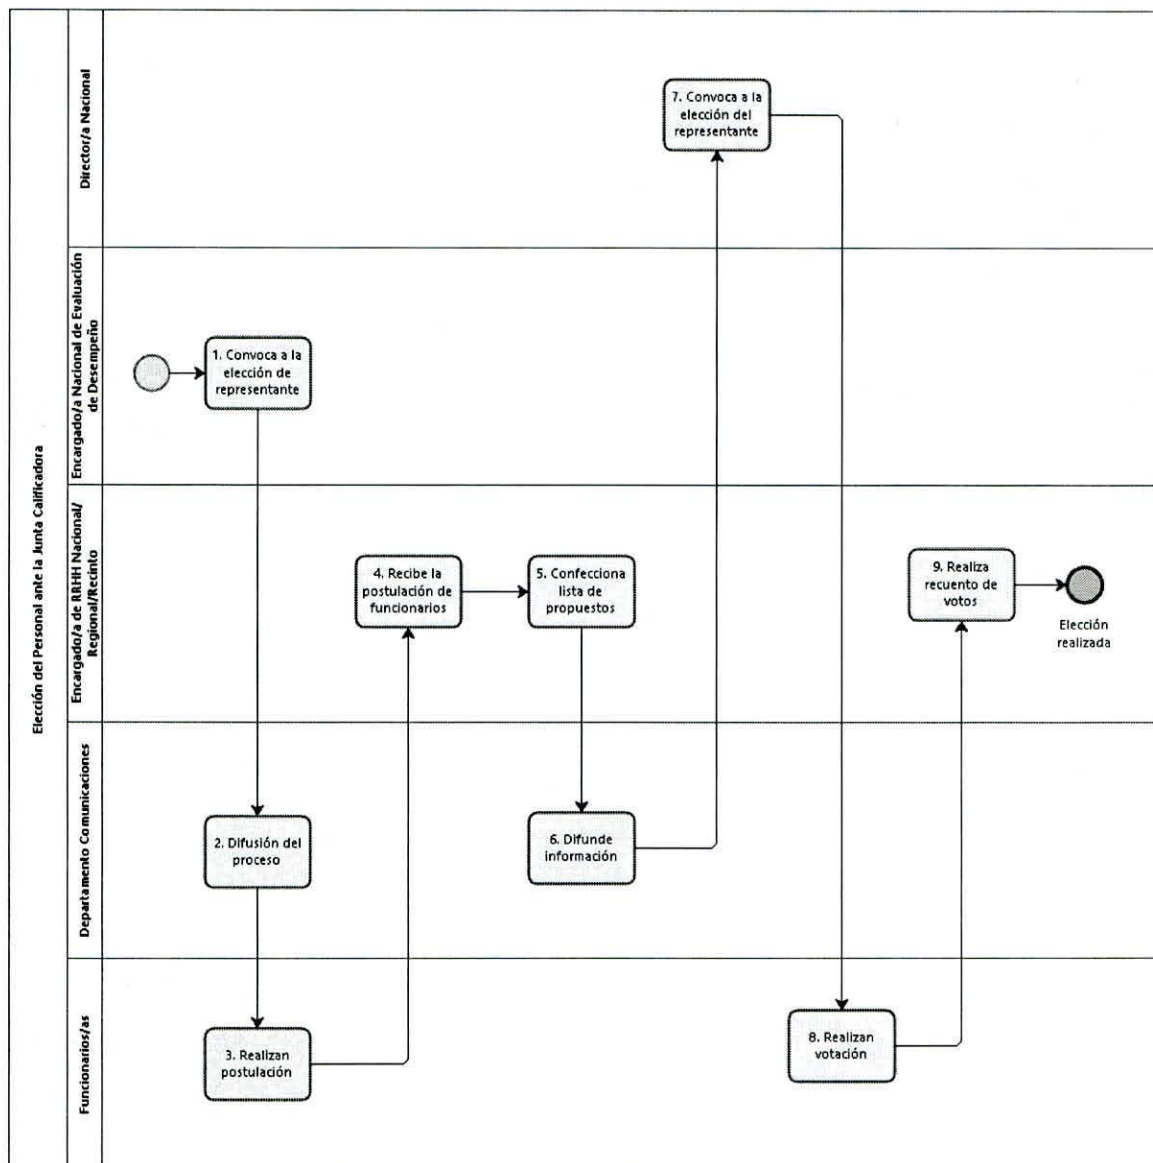 Elección del Personal ante la Junta Calificadora
Director/a Nacional
7. Convoca a la
elección del
representante
Encargado/a Nacional de Evaluación
de Desempeño
1. Convoca a la
elección de
representante
Encargado/a de RRHH Nacional/
Regional/Recinto
4. Recibe la
postulación de
funcionarios
5. Confecciona
lista de
propuestos
9. Realiza
recuento de
votos
Elección
realizada
Departamento Comunicaciones
2. Difusión del
proceso
6. Difunde
información
Funcionarios/as
3. Realizan
postulación
8. Realizan
votación